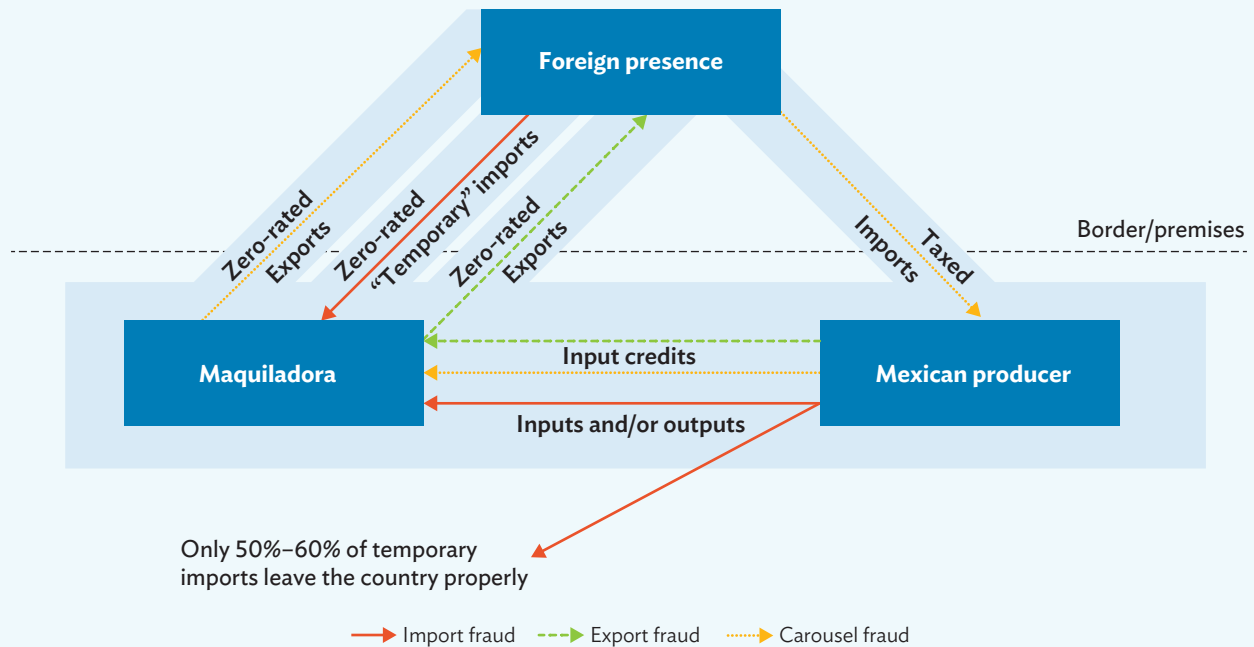 Foreign presence
Zero-rated
Exports
Zero-rated
“Temporary” imports
Zero-rated
Exports
Taxed
Imports
Border/premises
Maquiladora
Input credits
Inputs and/or outputs
Mexican producer
Only 50%–60% of temporary
imports leave the country properly
Import fraud
Export fraud
Carousel fraud